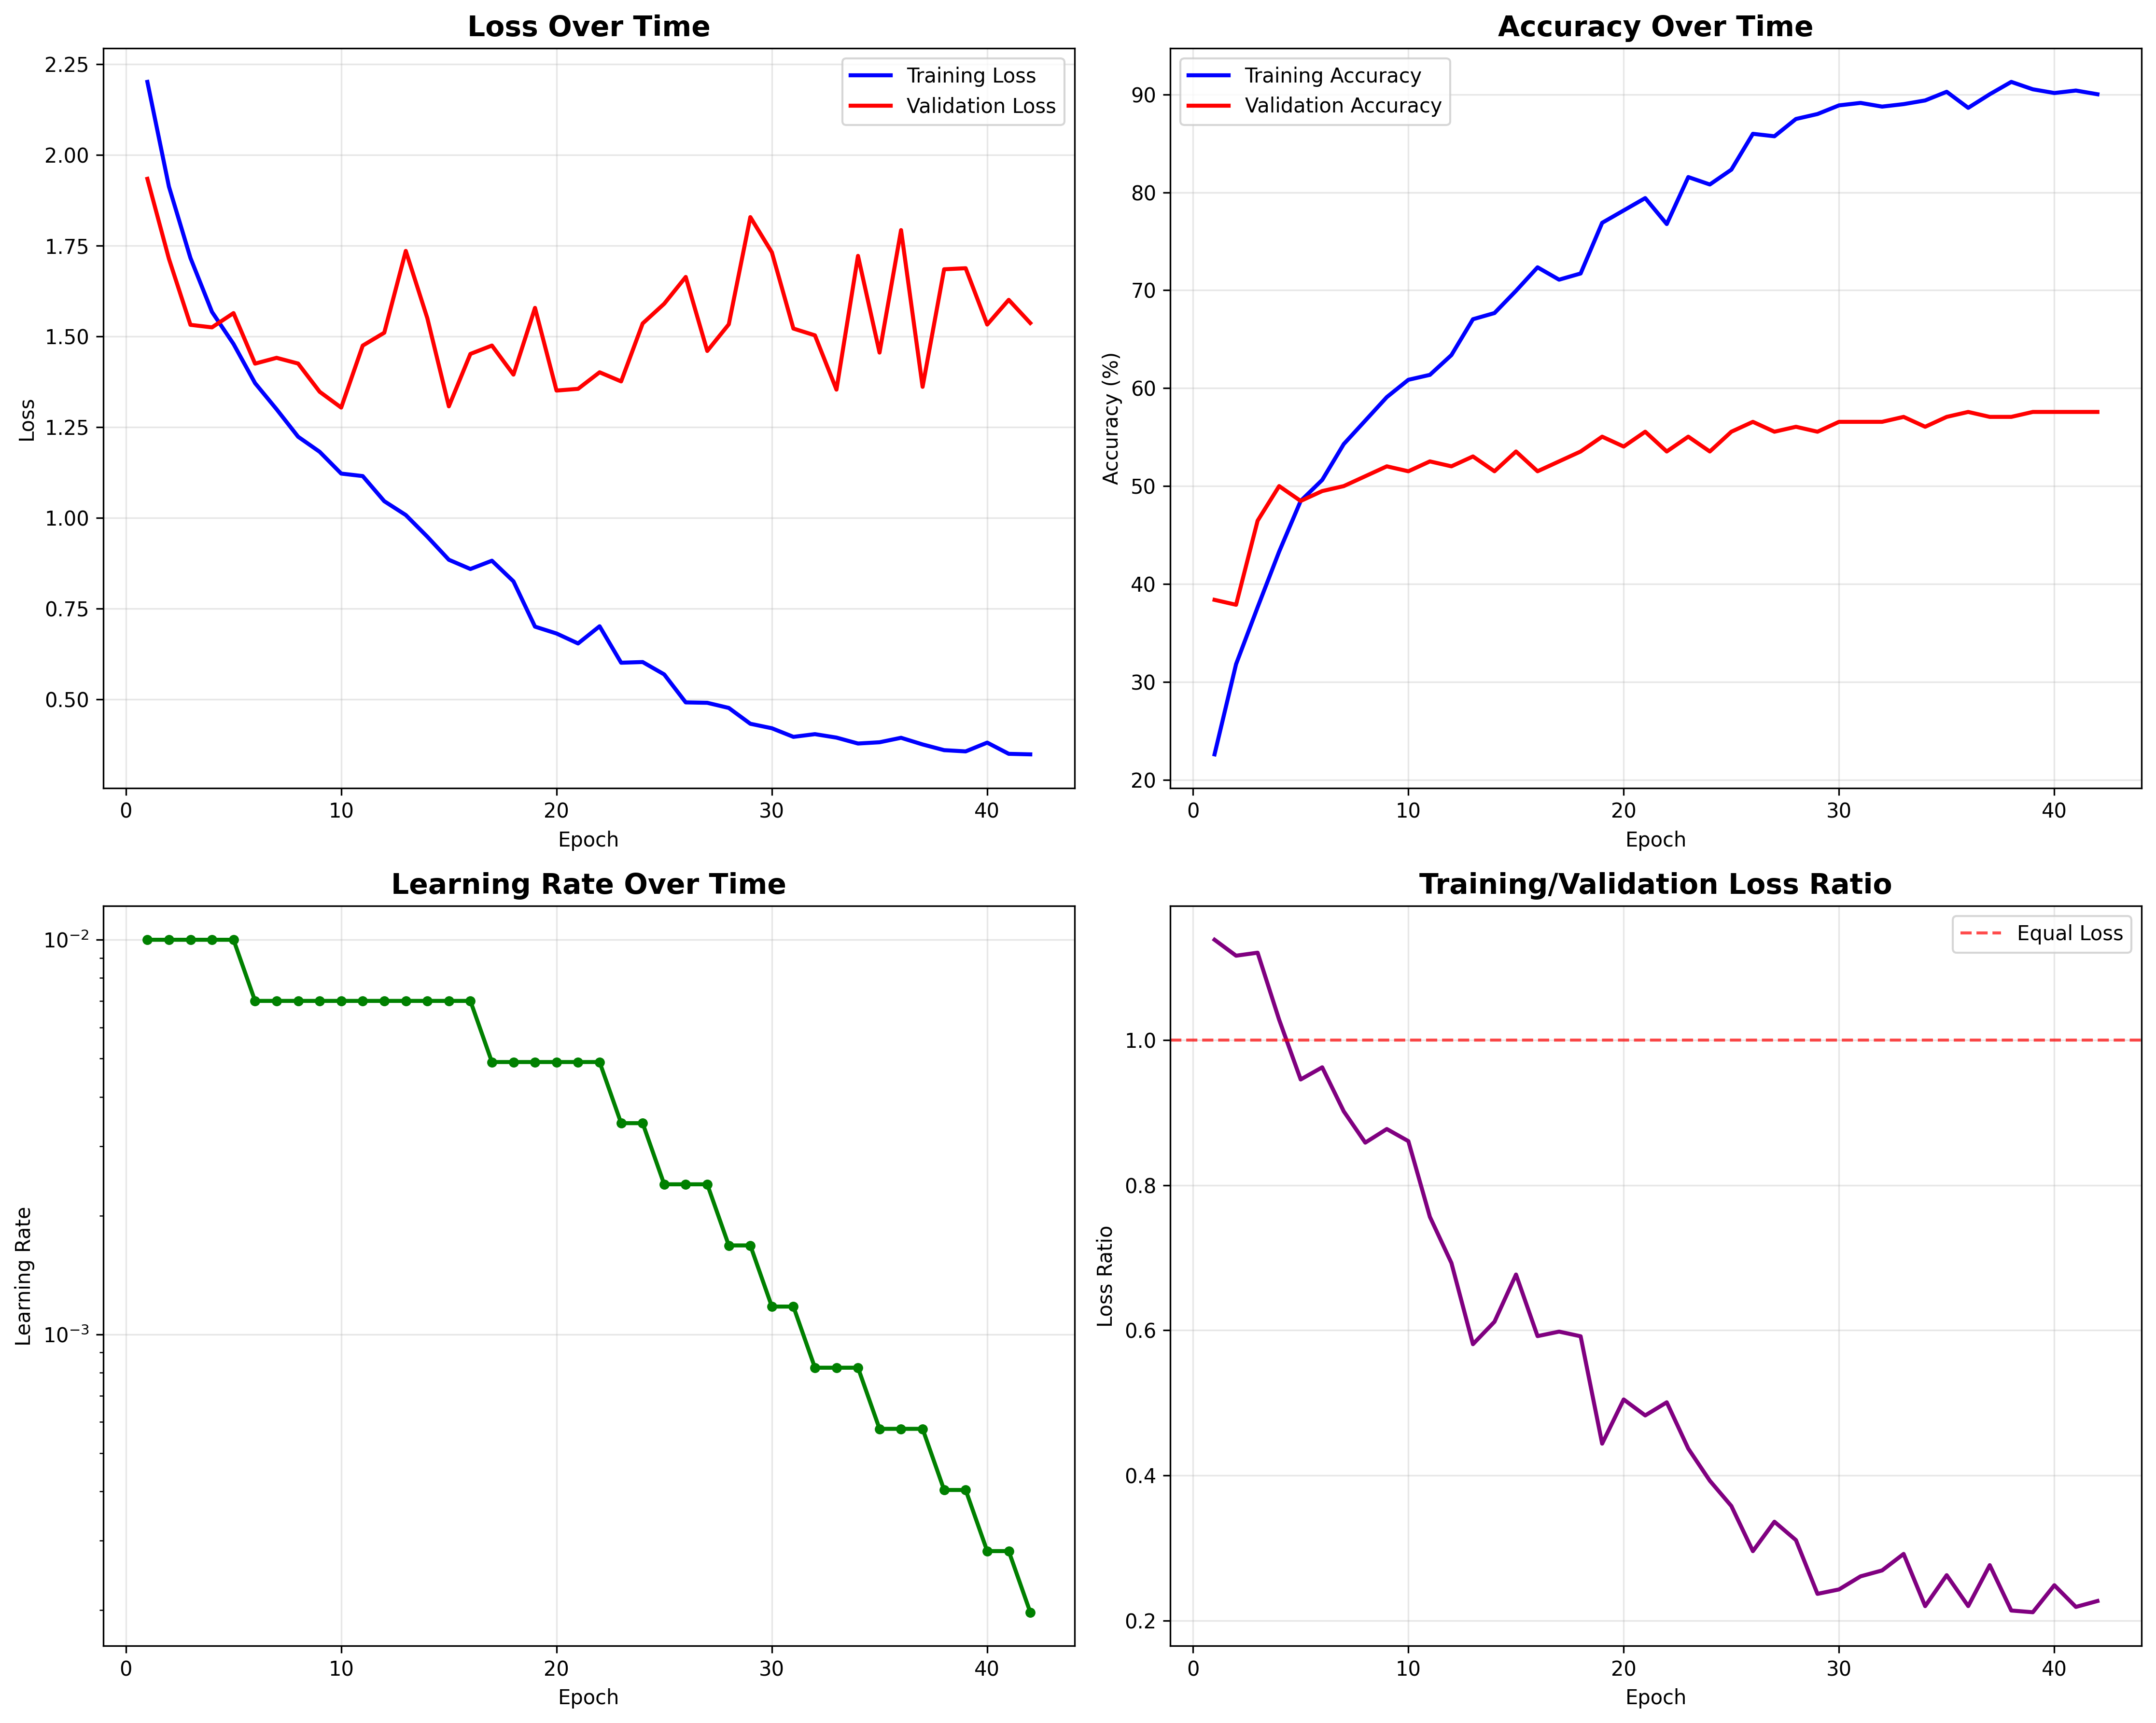 Loss Over Time
Training Loss
Validation Loss
2.25
2.00
1.75
1.50
1.25
1.00
0.75
0.50
Loss
0
10
20
30
40
Epoch
Accuracy Over Time
Training Accuracy
Validation Accuracy
90
80
70
60
50
40
30
20
Accuracy (%)
0
10
20
30
40
Epoch
Learning Rate Over Time
10⁻²
10⁻³
Learning Rate
0
10
20
30
40
Epoch
Training/Validation Loss Ratio
Equal Loss
1.0
0.8
0.6
0.4
0.2
Loss Ratio
0
10
20
30
40
Epoch